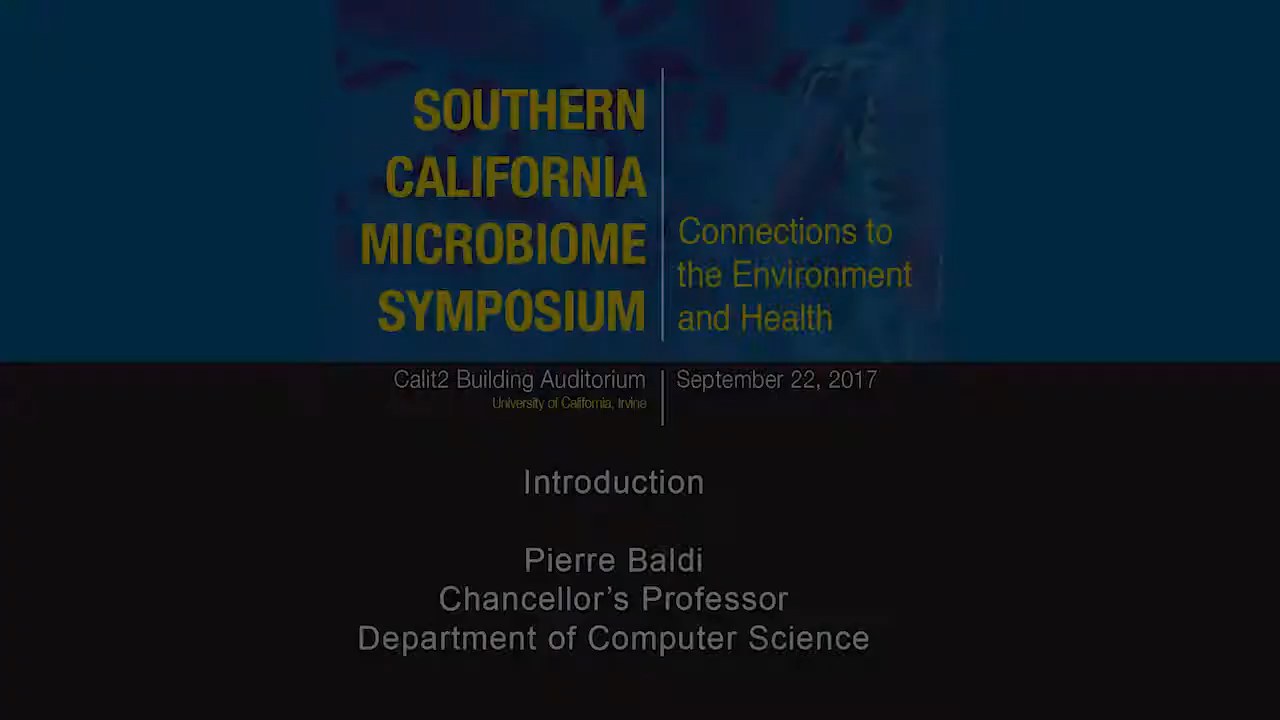 SOUTHERN
CALIFORNIA
MICROBIOME
SYMPOSIUM
Connections to
the Environment
and Health
Calit2 Building Auditorium
University of California, Irvine
September 22, 2017
Introduction
Pierre Baldi
Chancellor’s Professor
Department of Computer Science